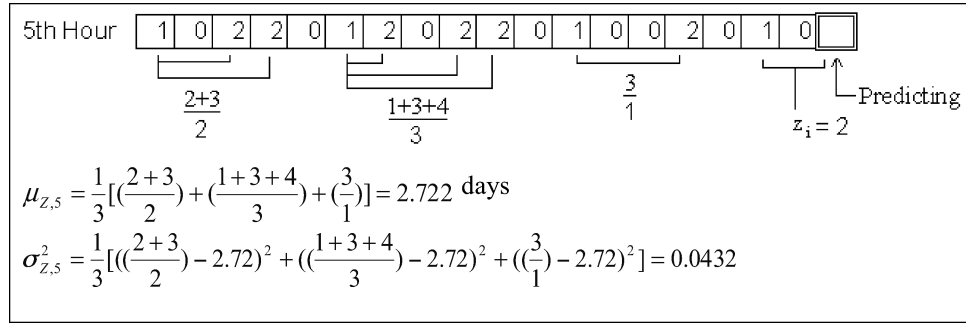 5th Hour 1 0 2 2 0 1 2 0 2 2 0 1 0 0 2 0 1 0
2+3/2 1+3+4/3 3/1 Predicting
z_i = 2
μ_{Z,5} = 1/3[(2+3/2) + (1+3+4/3) + (3/1)] = 2.722 days
σ²_{Z,5} = 1/3[((2+3/2) − 2.72)² + ((1+3+4/3) − 2.72)² + ((3/1) − 2.72)²] = 0.0432